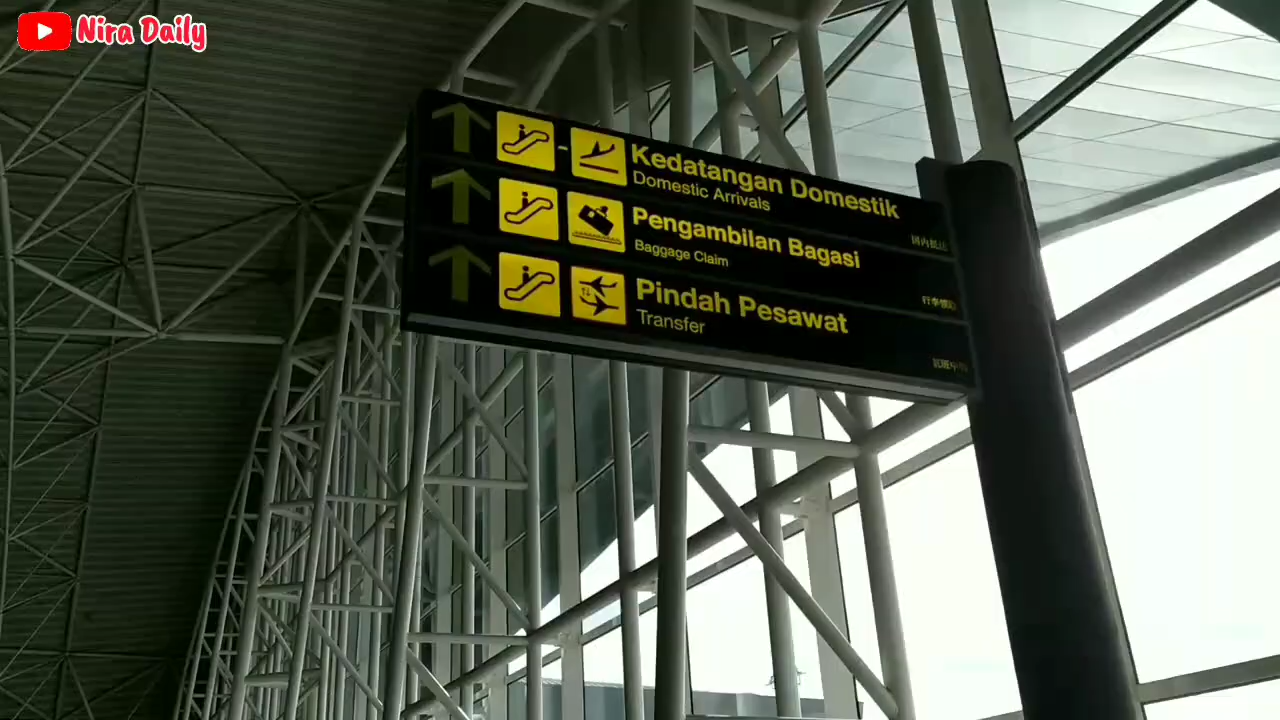 Nira Daily
Kedatangan Domestik
Domestic Arrivals
Pengambilan Bagasi
Baggage Claim
Pindah Pesawat
Transfer